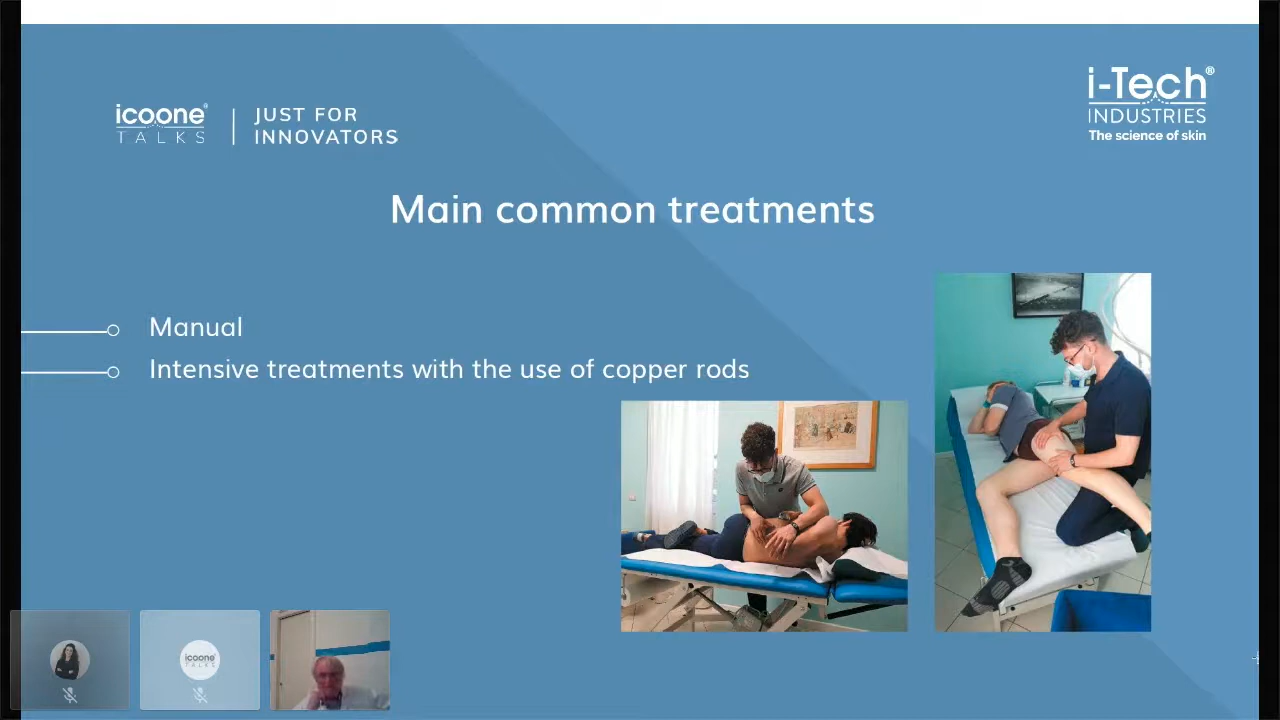 icoone®
TALKS
JUST FOR
INNOVATORS
i-Tech®
INDUSTRIES
The science of skin
Main common treatments
Manual
Intensive treatments with the use of copper rods
icoone
TALKS